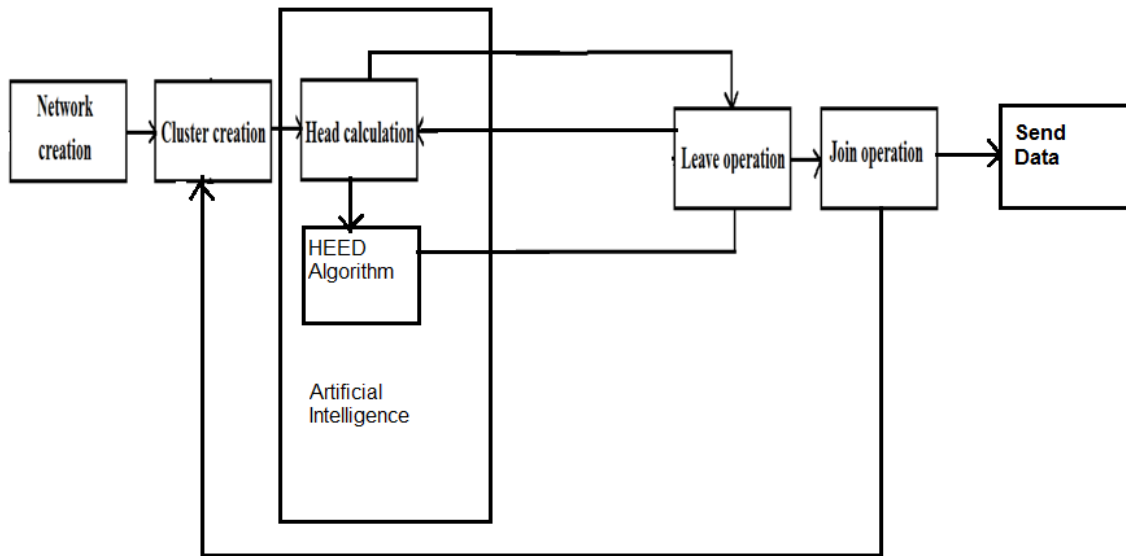 Network
creation
Cluster creation
Head calculation
HEED
Algorithm
Artificial
Intelligence
Leave operation
Join operation
Send
Data